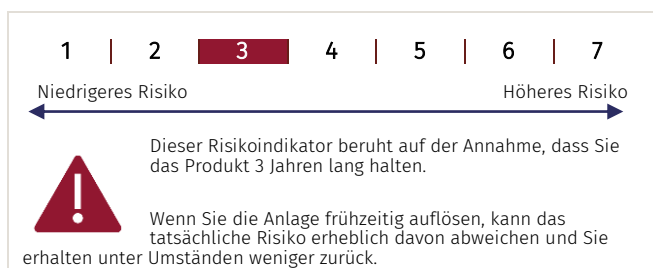 1 | 2 | 3 | 4 | 5 | 6 | 7
Niedrigeres Risiko Höheres Risiko
Dieser Risikoindikator beruht auf der Annahme, dass Sie
das Produkt 3 Jahren lang halten.
!
Wenn Sie die Anlage frühzeitig auflösen, kann das
tatsächliche Risiko erheblich davon abweichen und Sie
erhalten unter Umständen weniger zurück.